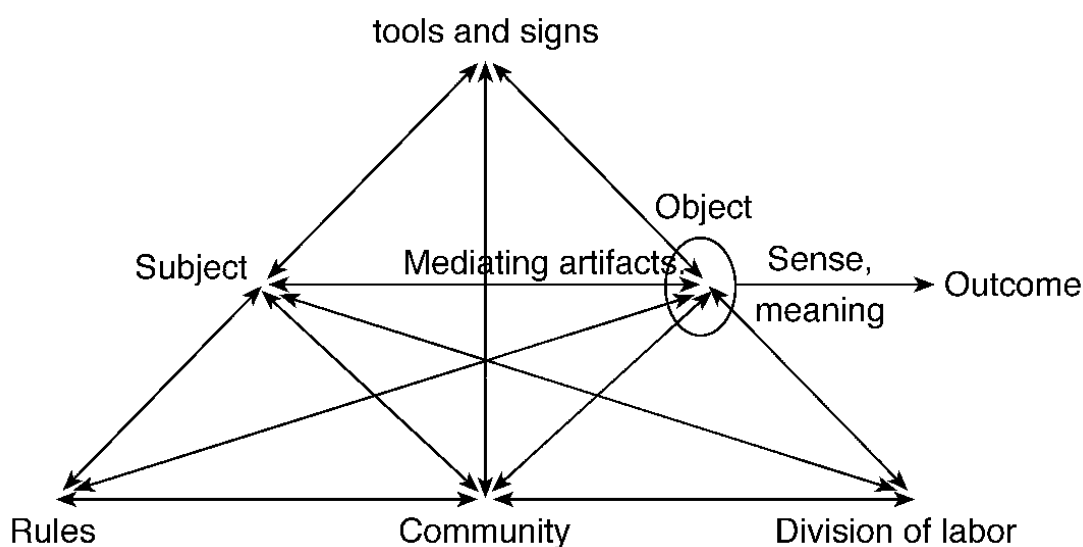 tools and signs
Object
Subject
Mediating artifacts.
Sense,
meaning
Outcome
Rules
Community
Division of labor